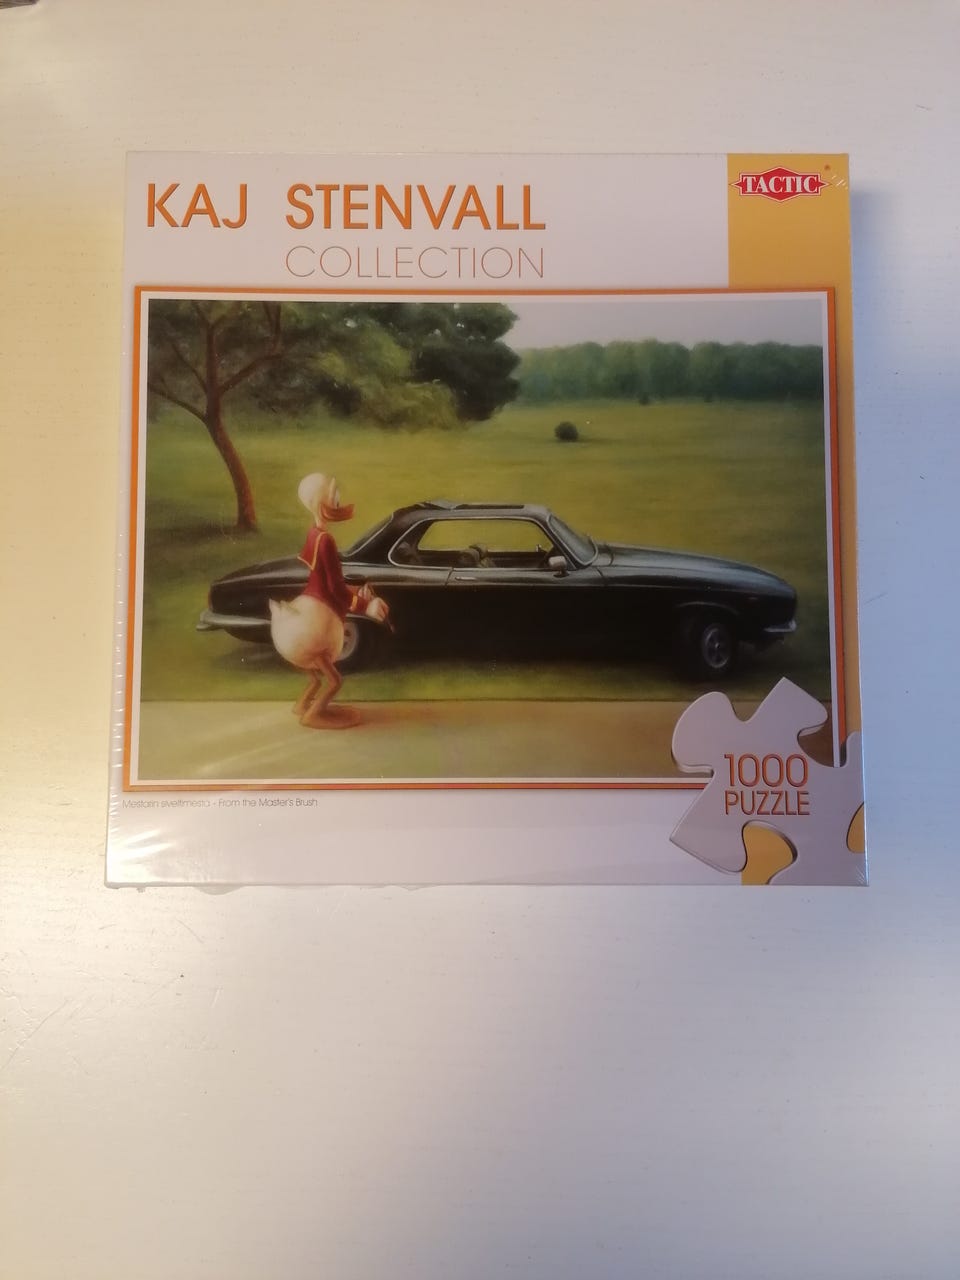 KAJ STENVALL
COLLECTION
TACTIC
®
Mestarin siveltimestä - From the Master's Brush
1000
PUZZLE